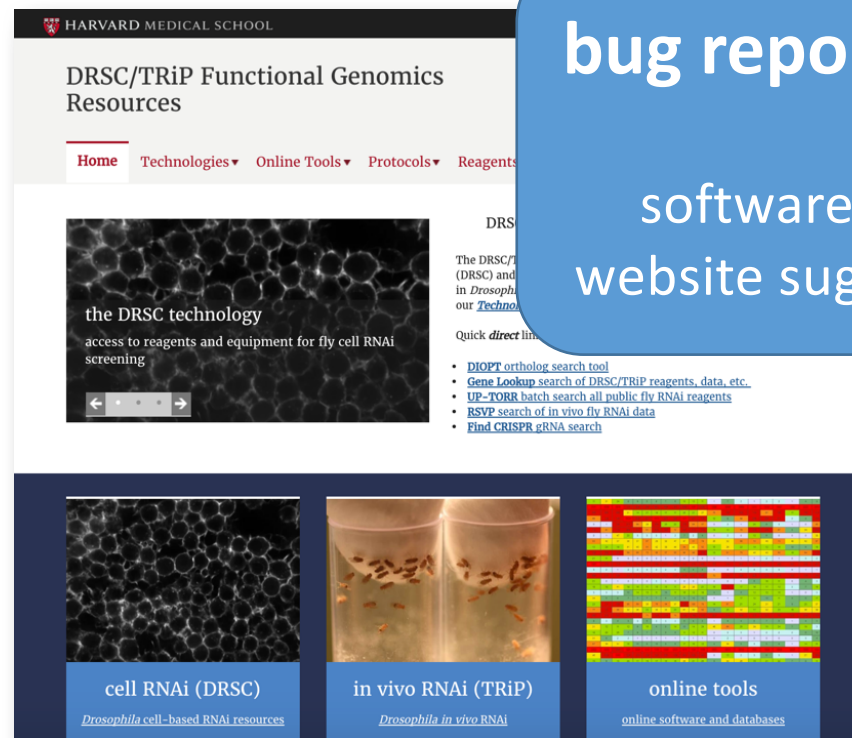 HARVARD MEDICAL SCHOOL
DRSC/TRiP Functional Genomics
Resources
Home Technologies▾ Online Tools▾ Protocols▾ Reagents
bug repo
software
website sug
the DRSC technology
access to reagents and equipment for fly cell RNAi
screening
DRS
The DRSC/T
(DRSC) and
in Drosophi
our Technol
Quick direct lin
• DIOPT ortholog search tool
• Gene Lookup search of DRSC/TRiP reagents, data, etc.
• UP-TORR batch search all public fly RNAi reagents
• RSVP search of in vivo fly RNAi data
• Find CRISPR gRNA search
cell RNAi (DRSC)
Drosophila cell-based RNAi resources
in vivo RNAi (TRiP)
Drosophila in vivo RNAi
online tools
online software and databases